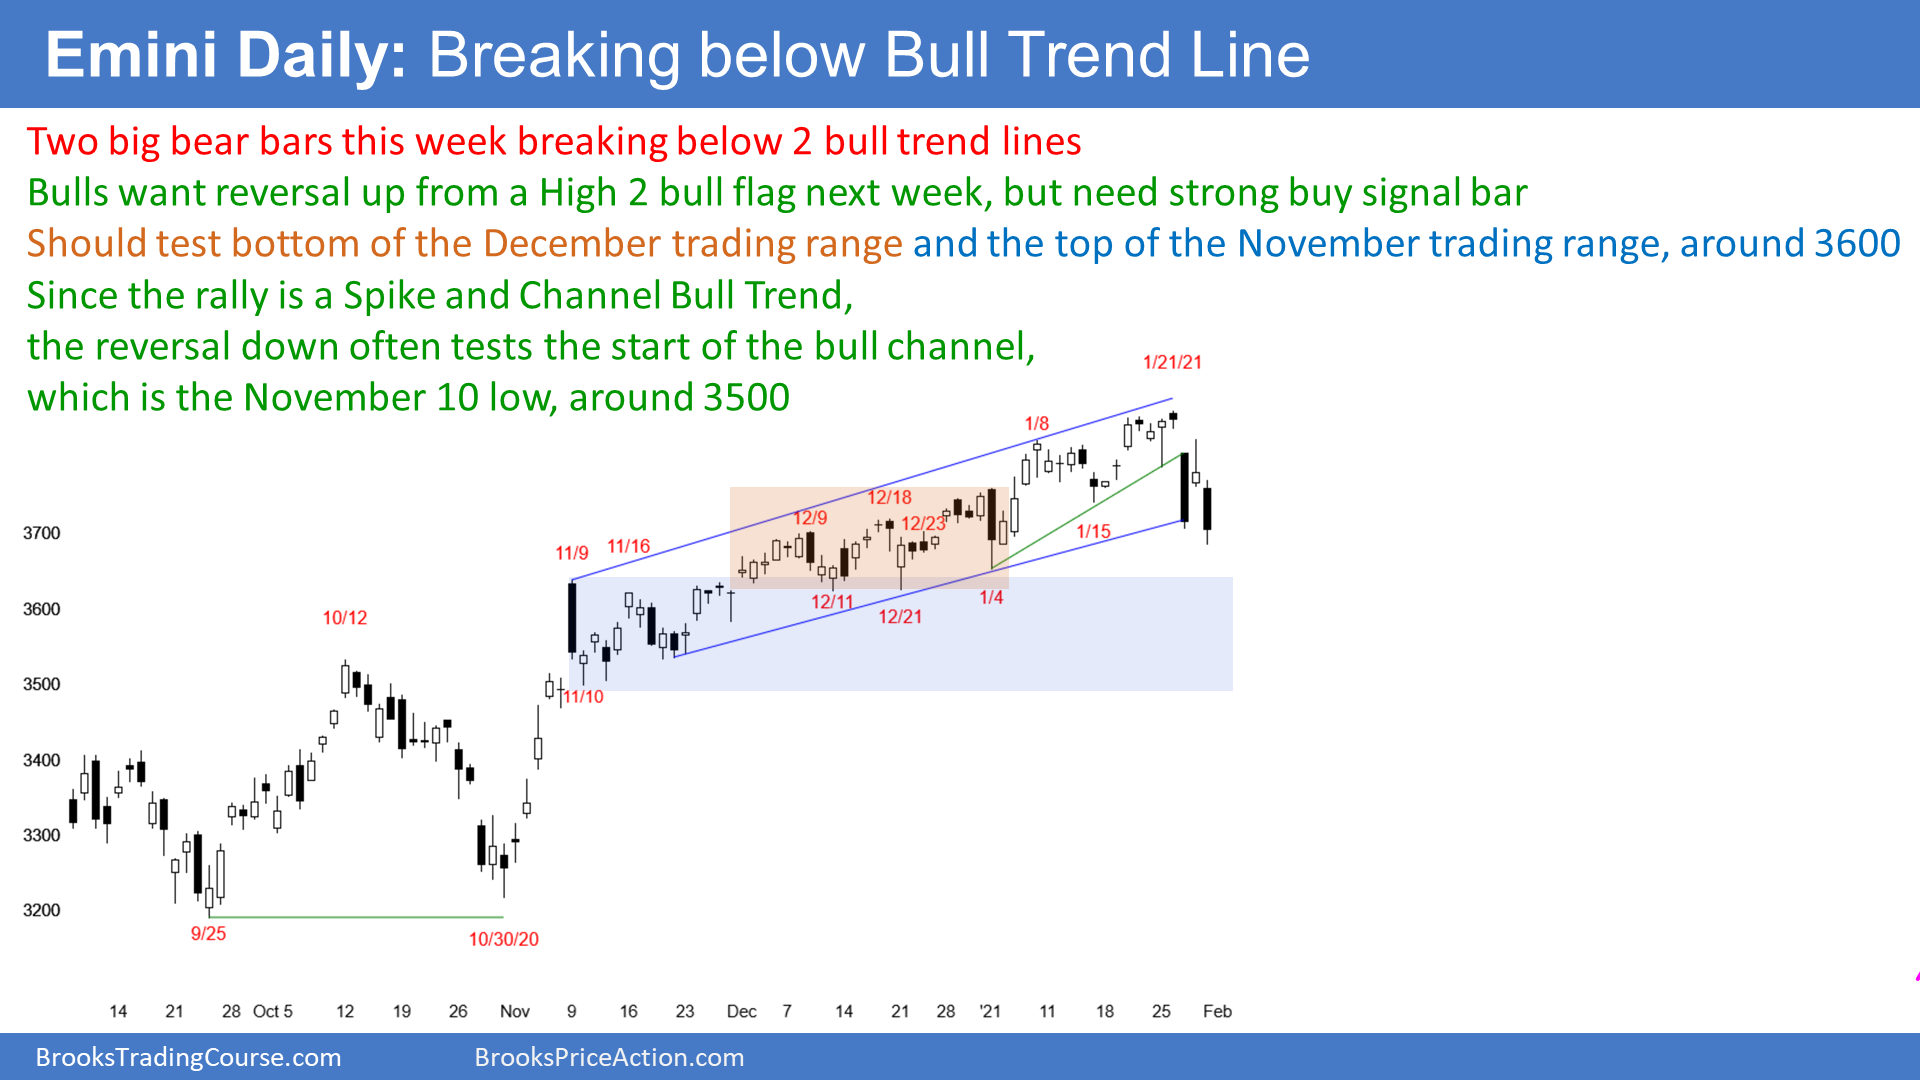 Emini Daily: Breaking below Bull Trend Line
Two big bear bars this week breaking below 2 bull trend lines
Bulls want reversal up from a High 2 bull flag next week, but need strong buy signal bar
Should test bottom of the December trading range and the top of the November trading range, around 3600
Since the rally is a Spike and Channel Bull Trend,
the reversal down often tests the start of the bull channel,
which is the November 10 low, around 3500
1/21/21
1/8
12/18
12/9
12/23
3700
1/15
11/9
11/16
3600
12/11
12/21
1/4
10/12
3500
11/10
3400
3300
3200
9/25
10/30/20
14 21 28 Oct 5 12 19 26 Nov 9 16 23 Dec 7 14 21 28 '21 11 18 25 Feb
BrooksTradingCourse.com BrooksPriceAction.com